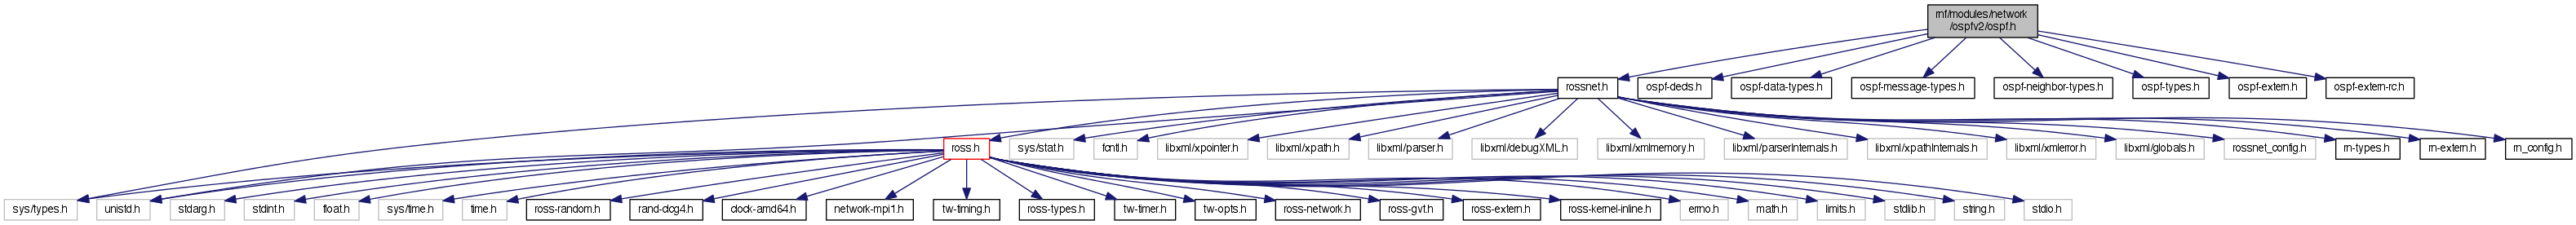 rnf/modules/network
/ospfv2/ospf.h
rossnet.h
ospf-decls.h
ospf-data-types.h
ospf-message-types.h
ospf-neighbor-types.h
ospf-types.h
ospf-extern.h
ospf-extern-rc.h
ross.h
sys/stat.h
fcntl.h
libxml/xpointer.h
libxml/xpath.h
libxml/parser.h
libxml/debugXML.h
libxml/xmlmemory.h
libxml/parserInternals.h
libxml/xpathInternals.h
libxml/xmlerror.h
libxml/globals.h
rossnet_config.h
rn-types.h
rn-extern.h
rn_config.h
sys/types.h
unistd.h
stdarg.h
stdint.h
float.h
sys/time.h
time.h
ross-random.h
rand-clcg4.h
clock-amd64.h
network-mpi1.h
tw-timing.h
ross-types.h
tw-timer.h
tw-opts.h
ross-network.h
ross-gvt.h
ross-extern.h
ross-kernel-inline.h
errno.h
math.h
limits.h
stdlib.h
string.h
stdio.h